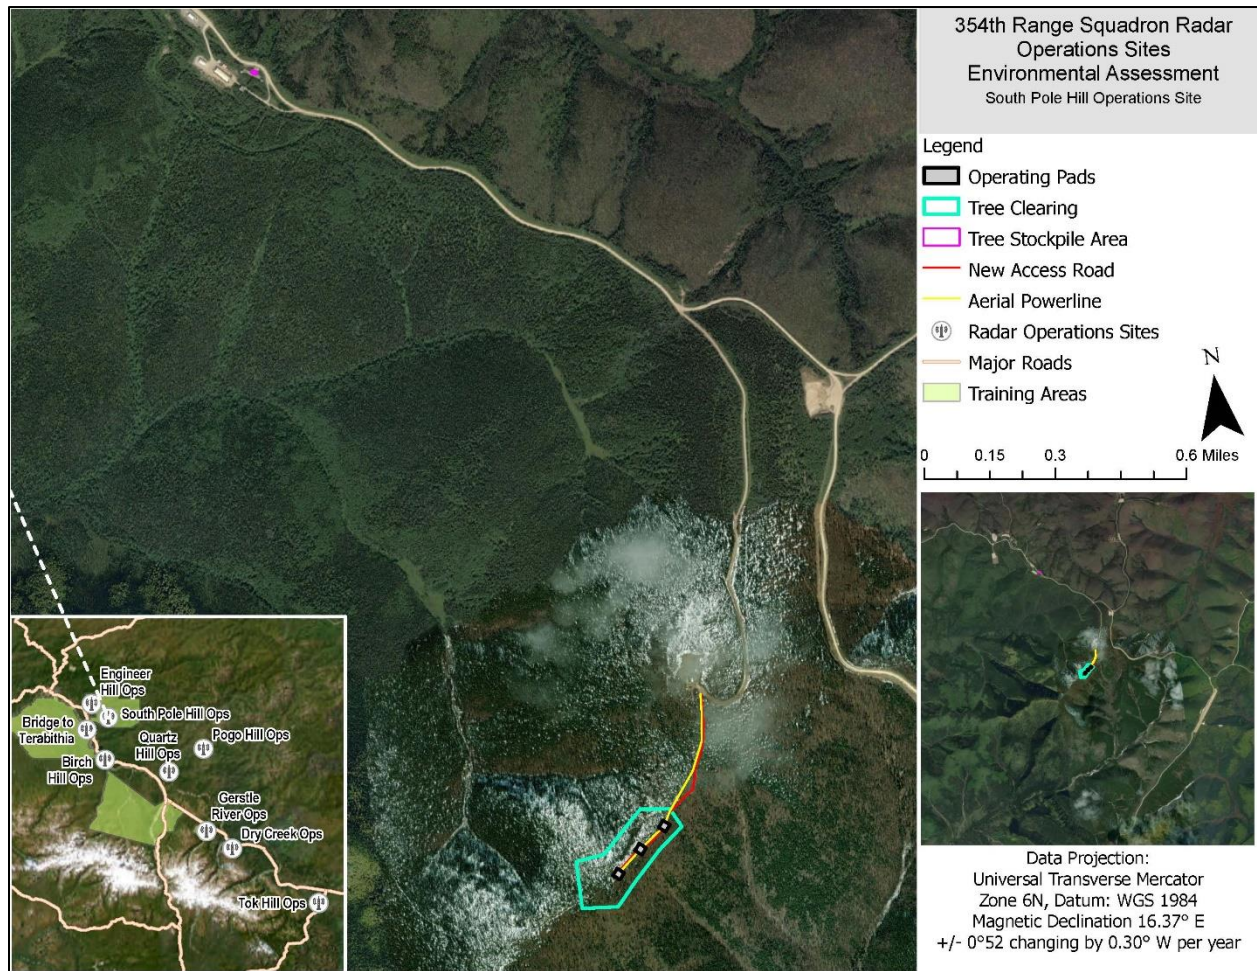 354th Range Squadron Radar
Operations Sites
Environmental Assessment
South Pole Hill Operations Site
Legend
Operating Pads
Tree Clearing
Tree Stockpile Area
New Access Road
Aerial Powerline
Radar Operations Sites
Major Roads
Training Areas
N
0 0.15 0.3 0.6 Miles
Engineer
Hill Ops
South Pole Hill Ops
Bridge to
Terabithia
Quartz
Hill Ops
Pogo Hill Ops
Birch
Hill Ops
Gerstle
River Ops
Dry Creek Ops
Tok Hill Ops
Data Projection:
Universal Transverse Mercator
Zone 6N, Datum: WGS 1984
Magnetic Declination 16.37° E
+/- 0°52 changing by 0.30° W per year